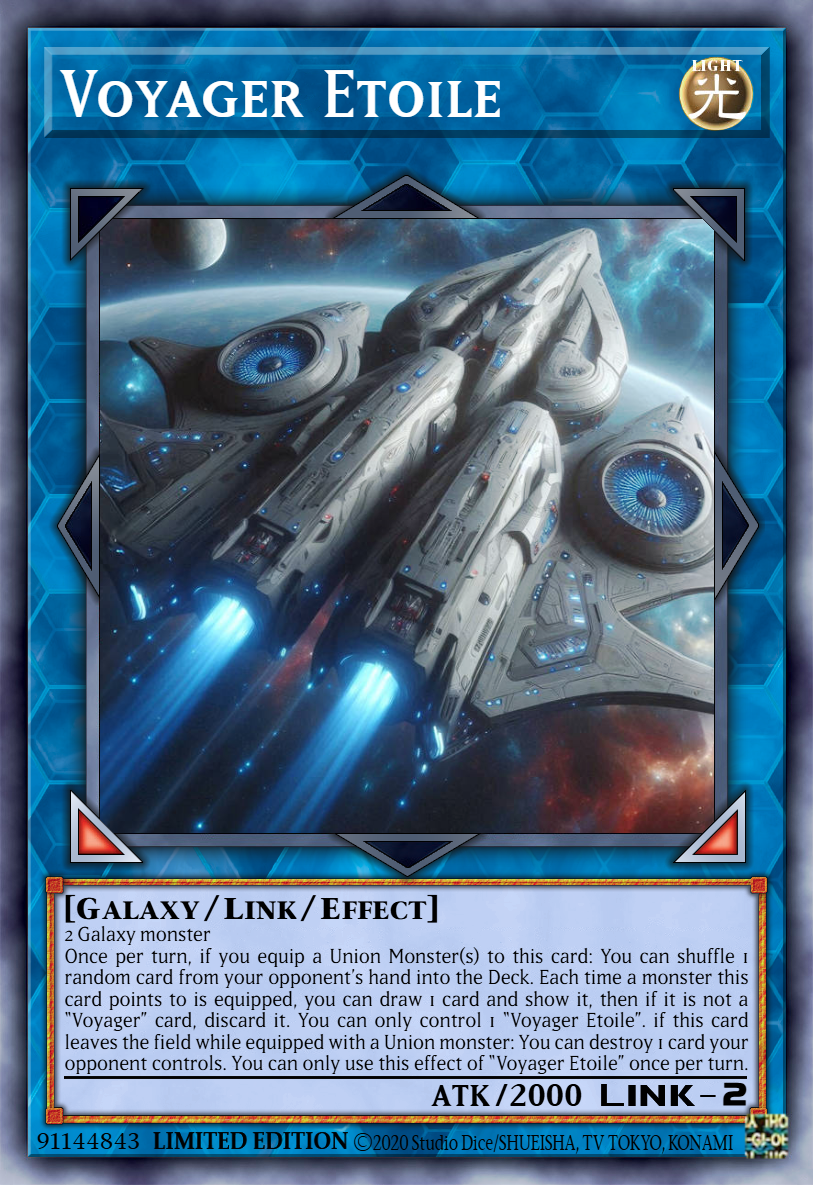 Voyager Etoile
LIGHT
光
[Galaxy/Link/Effect]
2 Galaxy monster
Once per turn, if you equip a Union Monster(s) to this card: You can shuffle 1
random card from your opponent's hand into the Deck. Each time a monster this
card points to is equipped, you can draw 1 card and show it, then if it is not a
"Voyager" card, discard it. You can only control 1 "Voyager Etoile". if this card
leaves the field while equipped with a Union monster: You can destroy 1 card your
opponent controls. You can only use this effect of "Voyager Etoile" once per turn.
ATK/2000 LINK-2
91144843 LIMITED EDITION ©2020 Studio Dice/SHUEISHA, TV TOKYO, KONAMI